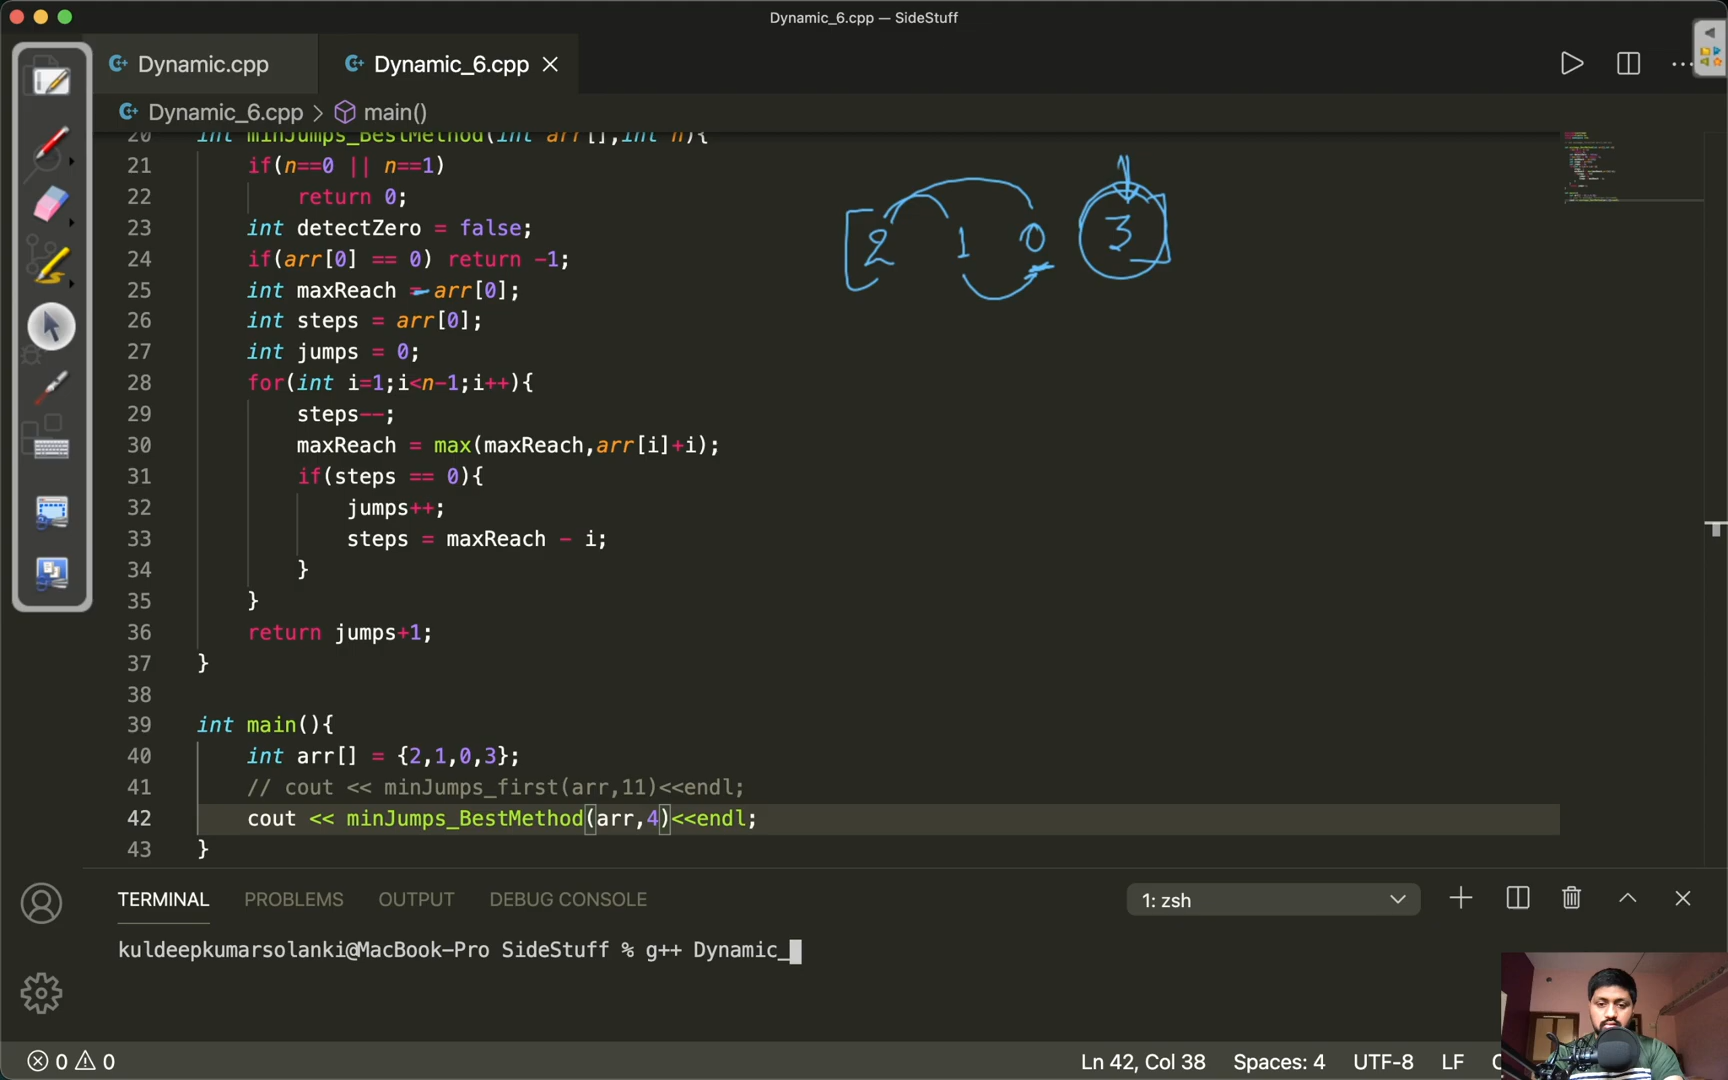 Dynamic_6.cpp — SideStuff
Dynamic.cpp
Dynamic_6.cpp
Dynamic_6.cpp > main()
20 int minJumps_BestMethod(int arr[],int n){
21 if(n==0 || n==1)
22 return 0;
23 int detectZero = false;
24 if(arr[0] == 0) return -1;
25 int maxReach = arr[0];
26 int steps = arr[0];
27 int jumps = 0;
28 for(int i=1;i<n-1;i++){
29 steps--;
30 maxReach = max(maxReach,arr[i]+i);
31 if(steps == 0){
32 jumps++;
33 steps = maxReach - i;
34 }
35 }
36 return jumps+1;
37 }
38
39 int main(){
40 int arr[] = {2,1,0,3};
41 // cout << minJumps_first(arr,11)<<endl;
42 cout << minJumps_BestMethod(arr,4)<<endl;
43 }
[2 1 0 3]
TERMINAL PROBLEMS OUTPUT DEBUG CONSOLE
1: zsh
kuldeepkumarsolanki@MacBook-Pro SideStuff % g++ Dynamic_
0 0
Ln 42, Col 38 Spaces: 4 UTF-8 LF